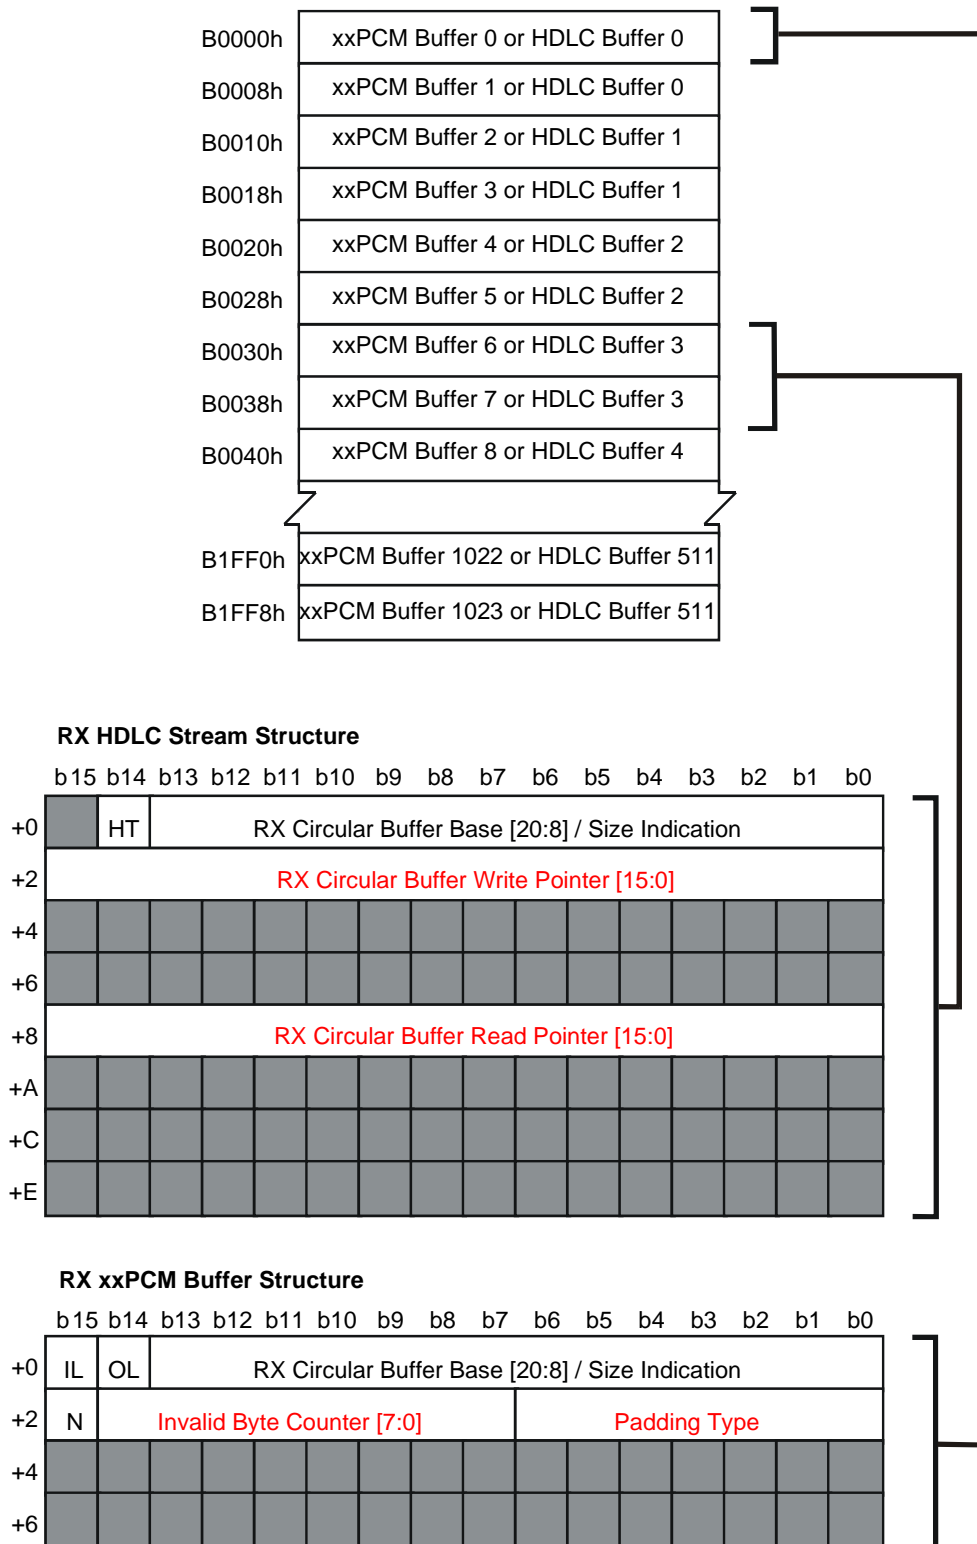 B0000h xxPCM Buffer 0 or HDLC Buffer 0
B0008h xxPCM Buffer 1 or HDLC Buffer 0
B0010h xxPCM Buffer 2 or HDLC Buffer 1
B0018h xxPCM Buffer 3 or HDLC Buffer 1
B0020h xxPCM Buffer 4 or HDLC Buffer 2
B0028h xxPCM Buffer 5 or HDLC Buffer 2
B0030h xxPCM Buffer 6 or HDLC Buffer 3
B0038h xxPCM Buffer 7 or HDLC Buffer 3
B0040h xxPCM Buffer 8 or HDLC Buffer 4
B1FF0h xxPCM Buffer 1022 or HDLC Buffer 511
B1FF8h xxPCM Buffer 1023 or HDLC Buffer 511
RX HDLC Stream Structure
b15 b14 b13 b12 b11 b10 b9 b8 b7 b6 b5 b4 b3 b2 b1 b0
+0 HT RX Circular Buffer Base [20:8] / Size Indication
+2 RX Circular Buffer Write Pointer [15:0]
+4
+6
+8 RX Circular Buffer Read Pointer [15:0]
+A
+C
+E
RX xxPCM Buffer Structure
b15 b14 b13 b12 b11 b10 b9 b8 b7 b6 b5 b4 b3 b2 b1 b0
+0 IL OL RX Circular Buffer Base [20:8] / Size Indication
+2 N Invalid Byte Counter [7:0] Padding Type
+4
+6